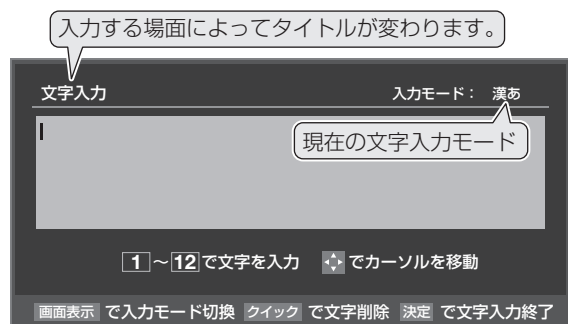 入力する場面によってタイトルが変わります。
文字入力 入力モード： 漢あ
現在の文字入力モード
1～12で文字を入力 でカーソルを移動
画面表示 で入力モード切換 クイック で文字削除 決定 で文字入力終了